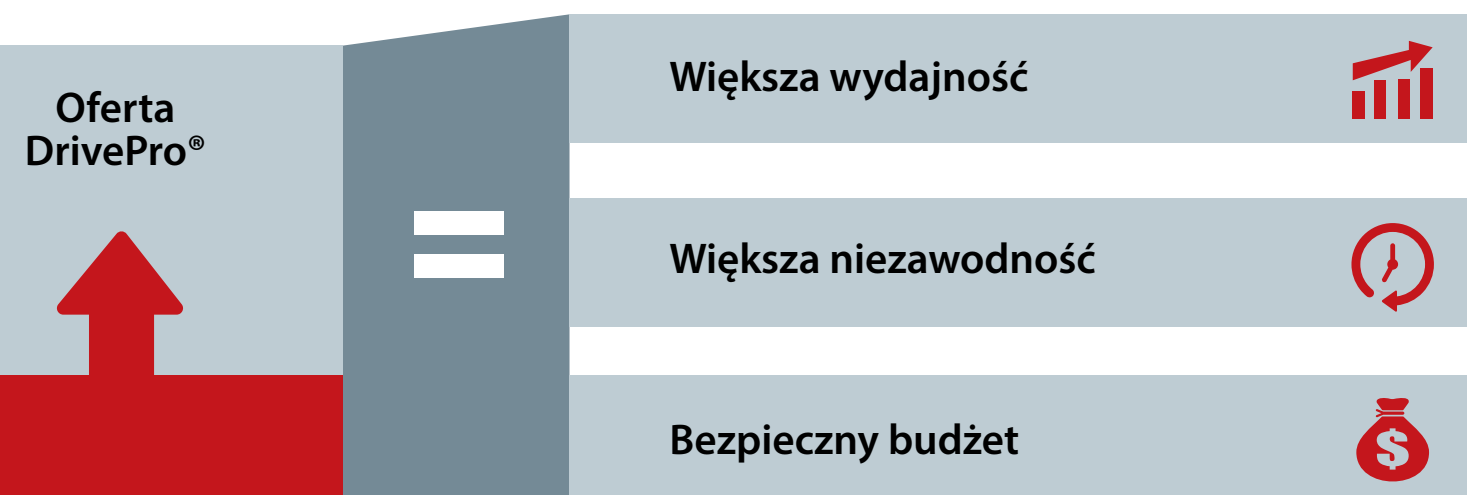 Oferta
DrivePro®
Większa wydajność
Większa niezawodność
Bezpieczny budżet
$